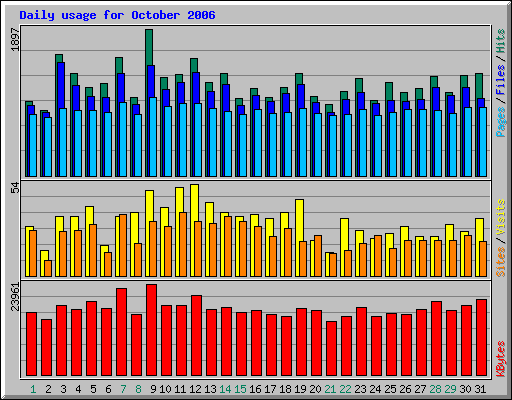 Daily usage for October 2006
1897
Pages / Files / Hits
54
Sites / Visits
23961
KBytes
1 2 3 4 5 6 7 8 9 10 11 12 13 14 15 16 17 18 19 20 21 22 23 24 25 26 27 28 29 30 31